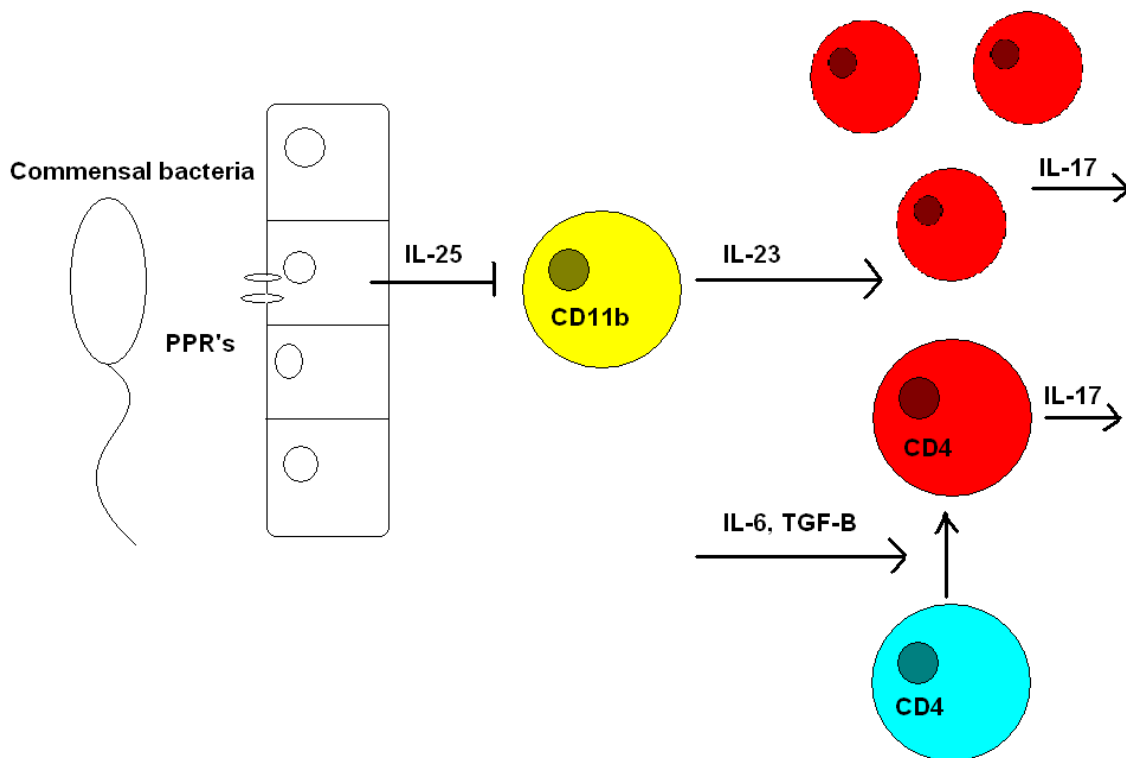 Commensal bacteria
PPR's
IL-25
CD11b
IL-23
IL-17
CD4
IL-17
IL-6, TGF-B
CD4